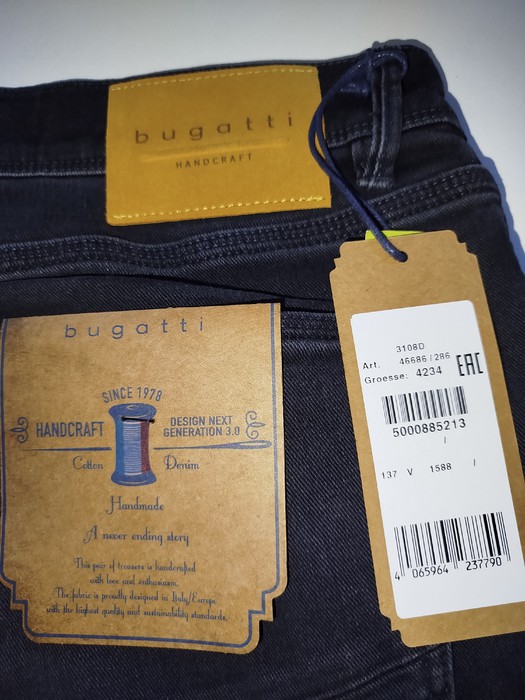 bugatti
HANDCRAFT
bugatti
SINCE 1978
HANDCRAFT
DESIGN NEXT
GENERATION 3.0
Cotton Denim
Handmade
A never ending story
This pair of trousers is handcrafted
with love and enthusiasm.
The fabric is proudly designed in Italy/Europe
with the highest quality and sustainability standards.
3108D
Art. 46686 / 286
Groesse: 4234
EAC
5000885213
/
137 V 1588 /
4 065964 237790